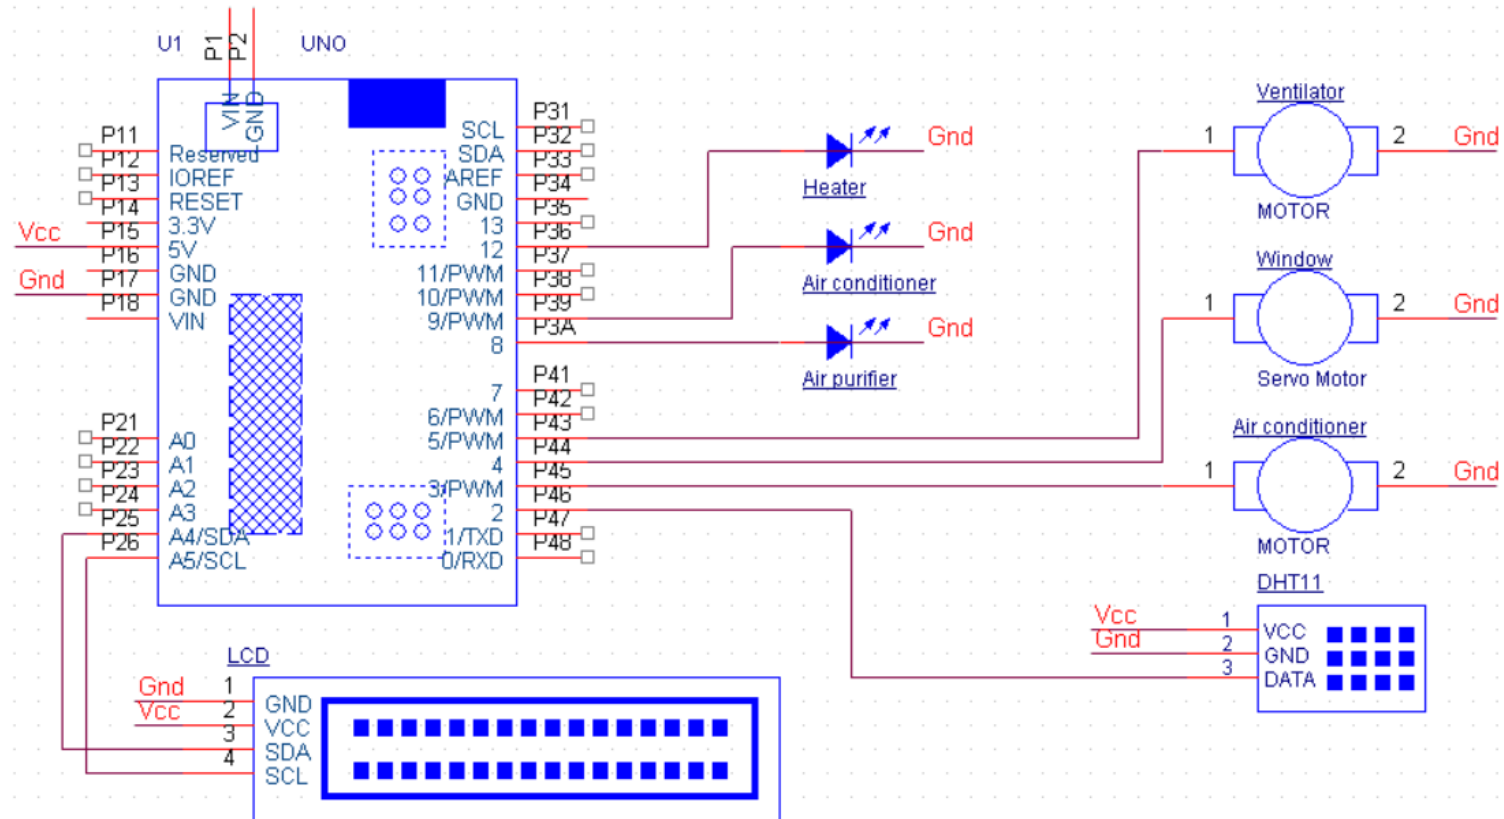 U1
P1
P2
UNO
VIN
GND
P11
Reserved
P12
IOREF
P13
RESET
P14
3.3V
Vcc
P15
5V
P16
GND
Gnd
P17
GND
P18
VIN
P21
A0
P22
A1
P23
A2
P24
A3
P25
A4/SDA
P26
A5/SCL
P31
SCL
P32
SDA
P33
AREF
P34
GND
P35
13
P36
12
P37
11/PWM
P38
10/PWM
P39
9/PWM
P3A
8
P41
7
P42
6/PWM
P43
5/PWM
P44
4
P45
3/PWM
P46
2
P47
1/TXD
P48
0/RXD
Gnd
Heater
Gnd
Air conditioner
Gnd
Air purifier
Ventilator
1
2
Gnd
MOTOR
Window
1
2
Gnd
Servo Motor
Air conditioner
1
2
Gnd
MOTOR
DHT11
Vcc
1
VCC
Gnd
2
GND
3
DATA
LCD
Gnd
1
GND
Vcc
2
VCC
3
SDA
4
SCL